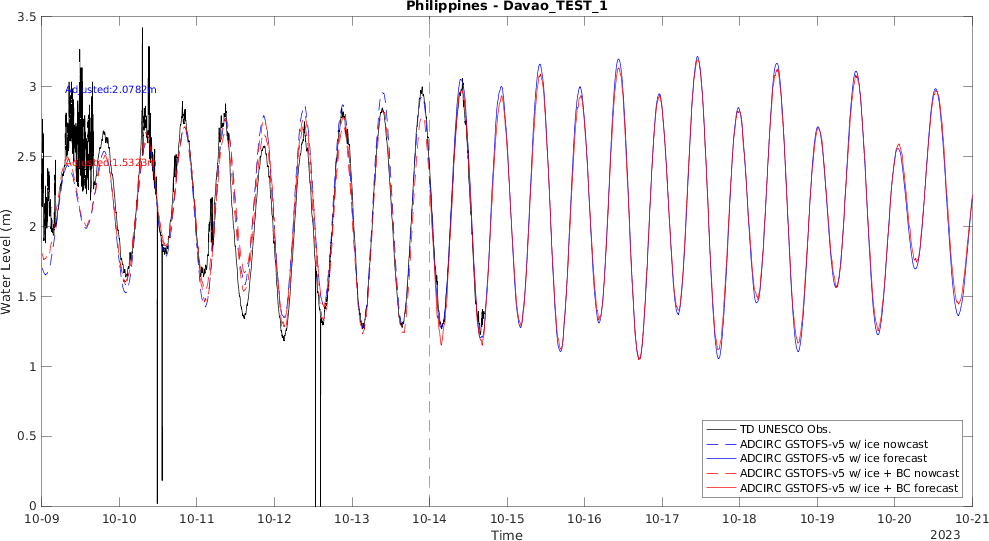 Philippines - Davao_TEST_1
3.5
3
2.5
2
1.5
1
0.5
0
Water Level (m)
Adjusted:2.0782m
Adjusted:1.5323m
TD UNESCO Obs.
ADCIRC GSTOFS-v5 w/ ice nowcast
ADCIRC GSTOFS-v5 w/ ice forecast
ADCIRC GSTOFS-v5 w/ ice + BC nowcast
ADCIRC GSTOFS-v5 w/ ice + BC forecast
10-09 10-10 10-11 10-12 10-13 10-14 10-15 10-16 10-17 10-18 10-19 10-20 10-21
Time
2023